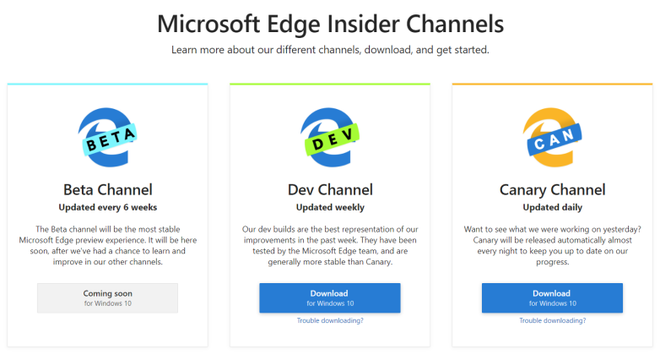 Microsoft Edge Insider Channels
Learn more about our different channels, download, and get started.
BETA
Beta Channel
Updated every 6 weeks
The Beta channel will be the most stable
Microsoft Edge preview experience. It will be here
soon, after we've had a chance to learn and
improve in our other channels.
Coming soon
for Windows 10
DEV
Dev Channel
Updated weekly
Our dev builds are the best representation of our
improvements in the past week. They have been
tested by the Microsoft Edge team, and are
generally more stable than Canary.
Download
for Windows 10
Trouble downloading?
CAN
Canary Channel
Updated daily
Want to see what we were working on yesterday?
Canary will be released automatically almost
every night to keep you up to date on our
progress.
Download
for Windows 10
Trouble downloading?